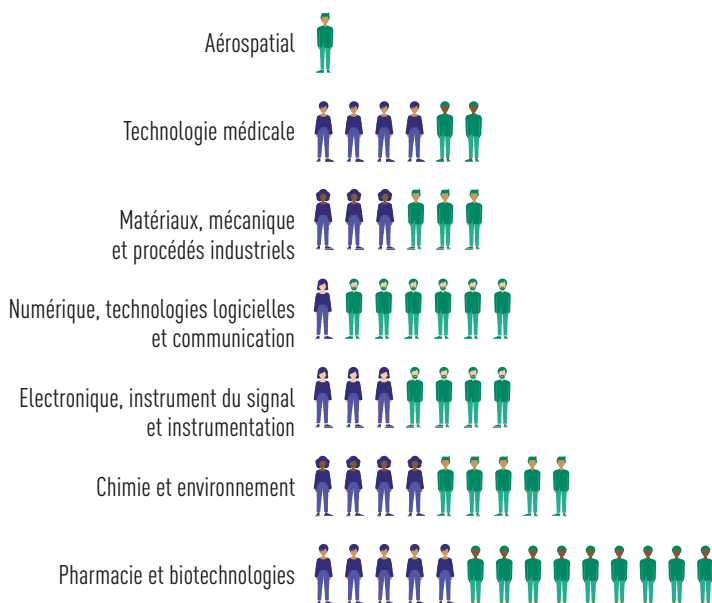 Aérospatial
Technologie médicale
Matériaux, mécanique
et procédés industriels
Numérique, technologies logicielles
et communication
Electronique, instrument du signal
et instrumentation
Chimie et environnement
Pharmacie et biotechnologies